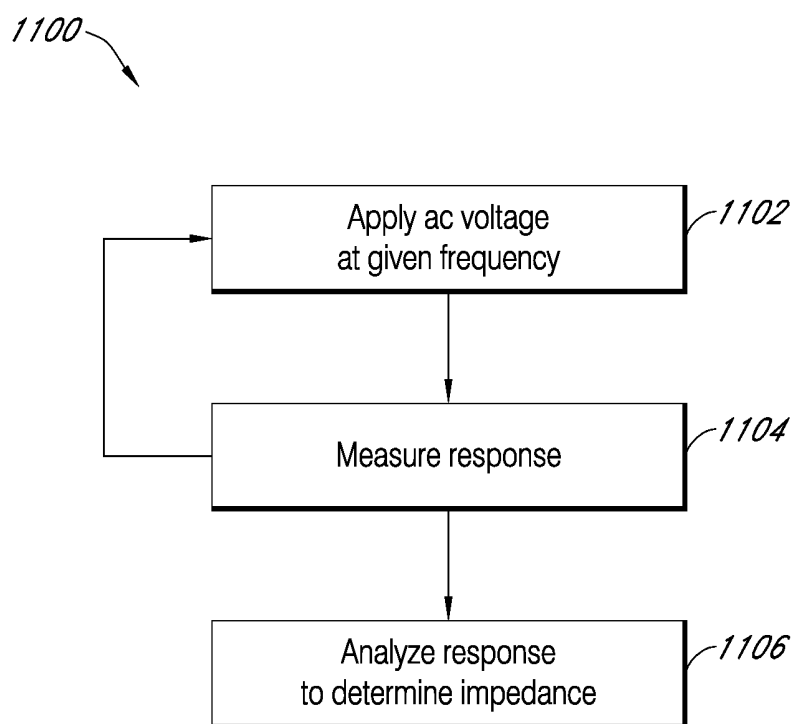 1100
Apply ac voltage
at given frequency
1102
Measure response
1104
Analyze response
to determine impedance
1106